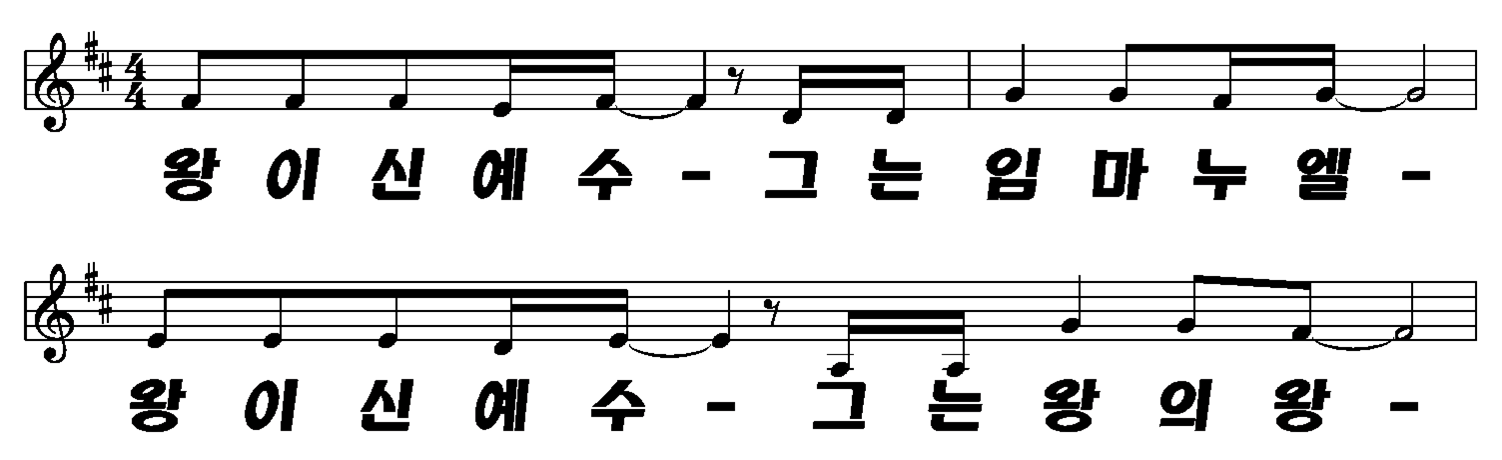 왕 이 신 예 수 - 그 는 임 마 누 엘 -
왕 이 신 예 수 - 그 는 왕 의 왕 -